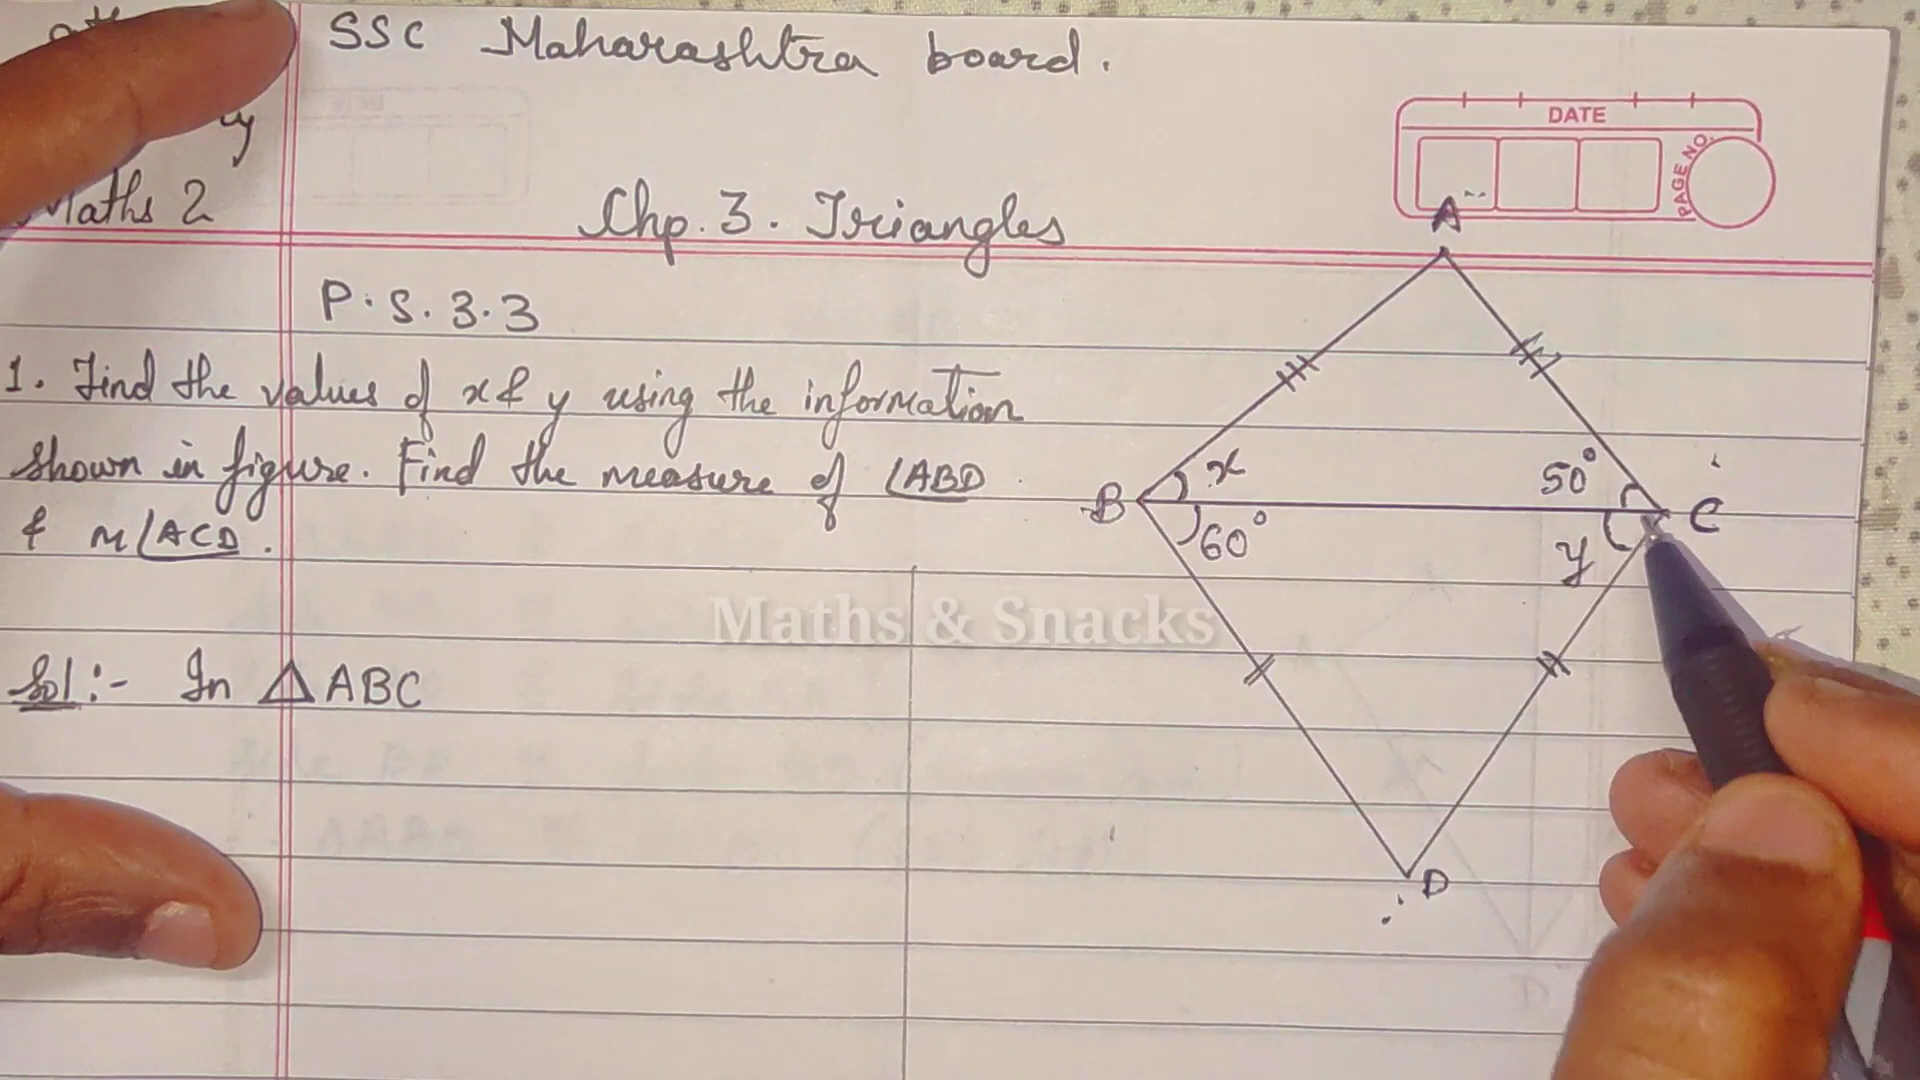 SSC Maharashtra board.
Maths 2
DATE
PAGE NO.
Chp. 3. Triangles
P. S. 3.3
1. Find the values of x & y using the information
shown in figure. Find the measure of ∠ABD
& m∠ACD.
Sol:- In △ABC
A
B
x
50°
C
60°
y
D
Maths & Snacks